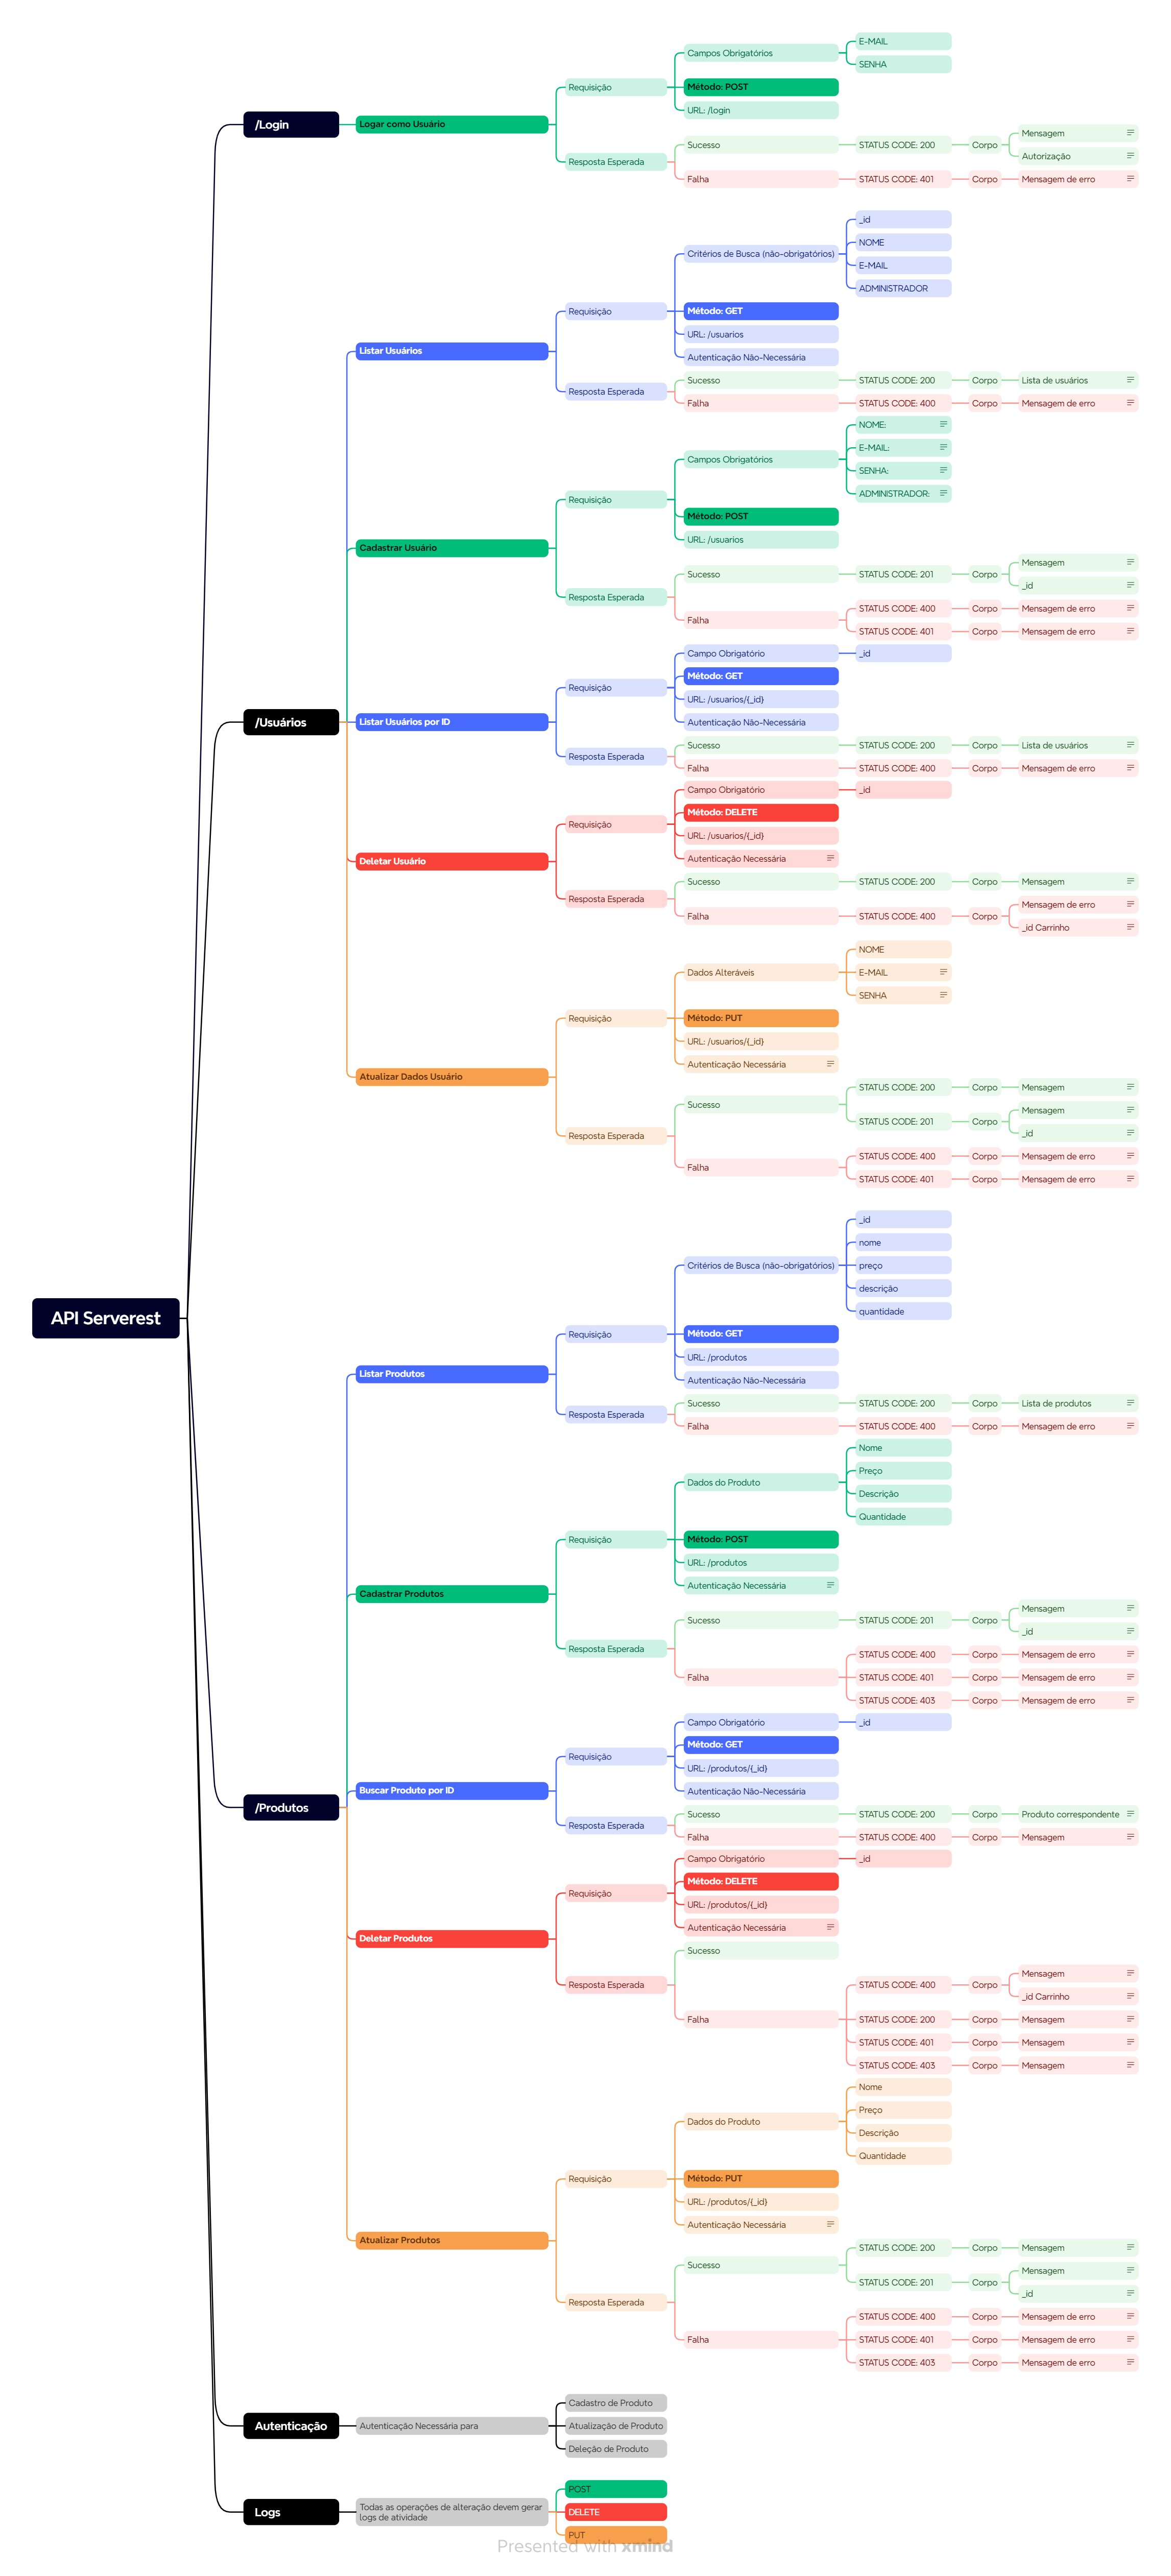 API Serverest
/Login
Logar como Usuário
Requisição
Campos Obrigatórios
E-MAIL
SENHA
Método: POST
URL: /login
Resposta Esperada
Sucesso
STATUS CODE: 200
Corpo
Mensagem
Autorização
Falha
STATUS CODE: 401
Corpo
Mensagem de erro
/Usuários
Listar Usuários
Requisição
Critérios de Busca (não-obrigatórios)
_id
NOME
E-MAIL
ADMINISTRADOR
Método: GET
URL: /usuarios
Autenticação Não-Necessária
Resposta Esperada
Sucesso
STATUS CODE: 200
Corpo
Lista de usuários
Falha
STATUS CODE: 400
Corpo
Mensagem de erro
Cadastrar Usuário
Requisição
Campos Obrigatórios
NOME:
E-MAIL:
SENHA:
ADMINISTRADOR:
Método: POST
URL: /usuarios
Resposta Esperada
Sucesso
STATUS CODE: 201
Corpo
Mensagem
_id
Falha
STATUS CODE: 400
Corpo
Mensagem de erro
STATUS CODE: 401
Corpo
Mensagem de erro
Listar Usuários por ID
Requisição
Campo Obrigatório
_id
Método: GET
URL: /usuarios/{_id}
Autenticação Não-Necessária
Resposta Esperada
Sucesso
STATUS CODE: 200
Corpo
Lista de usuários
Falha
STATUS CODE: 400
Corpo
Mensagem de erro
Deletar Usuário
Requisição
Campo Obrigatório
_id
Método: DELETE
URL: /usuarios/{_id}
Autenticação Necessária
Resposta Esperada
Sucesso
STATUS CODE: 200
Corpo
Mensagem
Falha
STATUS CODE: 400
Corpo
Mensagem de erro
_id Carrinho
Atualizar Dados Usuário
Requisição
Dados Alteráveis
NOME
E-MAIL
SENHA
Método: PUT
URL: /usuarios/{_id}
Autenticação Necessária
Resposta Esperada
Sucesso
STATUS CODE: 200
Corpo
Mensagem
STATUS CODE: 201
Corpo
Mensagem
_id
Falha
STATUS CODE: 400
Corpo
Mensagem de erro
STATUS CODE: 401
Corpo
Mensagem de erro
/Produtos
Listar Produtos
Requisição
Critérios de Busca (não-obrigatórios)
_id
nome
preço
descrição
quantidade
Método: GET
URL: /produtos
Autenticação Não-Necessária
Resposta Esperada
Sucesso
STATUS CODE: 200
Corpo
Lista de produtos
Falha
STATUS CODE: 400
Corpo
Mensagem de erro
Cadastrar Produtos
Requisição
Dados do Produto
Nome
Preço
Descrição
Quantidade
Método: POST
URL: /produtos
Autenticação Necessária
Resposta Esperada
Sucesso
STATUS CODE: 201
Corpo
Mensagem
_id
Falha
STATUS CODE: 400
Corpo
Mensagem de erro
STATUS CODE: 401
Corpo
Mensagem de erro
STATUS CODE: 403
Corpo
Mensagem de erro
Buscar Produto por ID
Requisição
Campo Obrigatório
_id
Método: GET
URL: /produtos/{_id}
Autenticação Não-Necessária
Resposta Esperada
Sucesso
STATUS CODE: 200
Corpo
Produto correspondente
Falha
STATUS CODE: 400
Corpo
Mensagem
Deletar Produtos
Requisição
Campo Obrigatório
_id
Método: DELETE
URL: /produtos/{_id}
Autenticação Necessária
Resposta Esperada
Sucesso
Falha
STATUS CODE: 400
Corpo
Mensagem
_id Carrinho
STATUS CODE: 200
Corpo
Mensagem
STATUS CODE: 401
Corpo
Mensagem
STATUS CODE: 403
Corpo
Mensagem
Atualizar Produtos
Requisição
Dados do Produto
Nome
Preço
Descrição
Quantidade
Método: PUT
URL: /produtos/{_id}
Autenticação Necessária
Resposta Esperada
Sucesso
STATUS CODE: 200
Corpo
Mensagem
STATUS CODE: 201
Corpo
Mensagem
_id
Falha
STATUS CODE: 400
Corpo
Mensagem de erro
STATUS CODE: 401
Corpo
Mensagem de erro
STATUS CODE: 403
Corpo
Mensagem de erro
Autenticação
Autenticação Necessária para
Cadastro de Produto
Atualização de Produto
Deleção de Produto
Logs
Todas as operações de alteração devem gerar
logs de atividade
POST
DELETE
PUT
Presented with xmind